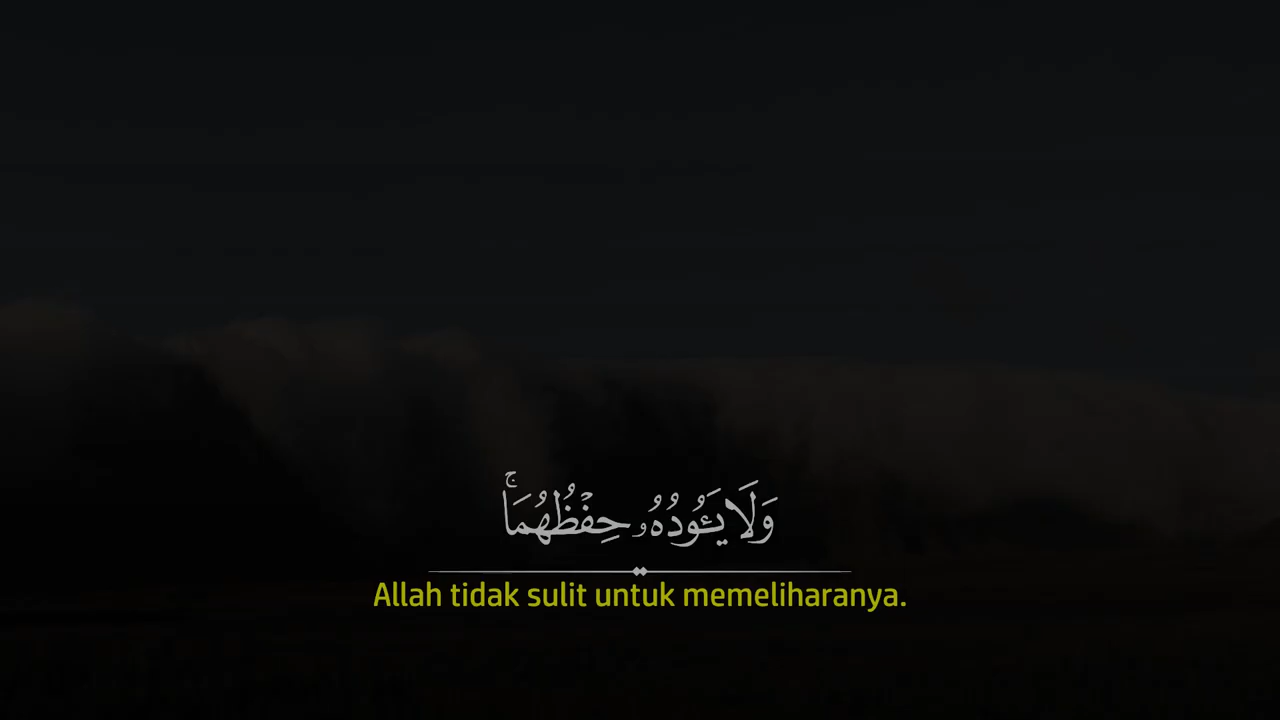 وَلَا يَـُٔودُهُۥ حِفْظُهُمَاۚ
Allah tidak sulit untuk memeliharanya.